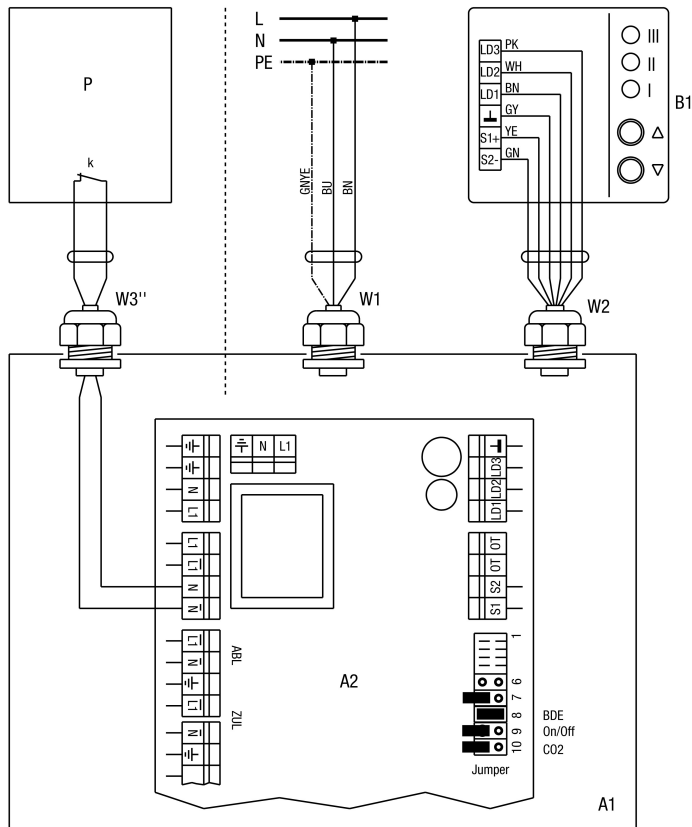 L
N
PE
P
k
GNYE
BU
BN
W3''
W1
W2
LD3 PK
LD2 WH
LD1 BN
GY
S1+ YE
S2- GN
III
II
I
B1
N
L1
N
L1
L1
L1
N
N
L1
N
L1
N
ABL
ZUL
A2
LD3
LD2
LD1
OT
OT
S2
S1
1
6
7
8 BDE
9 On/Off
10 CO2
Jumper
A1